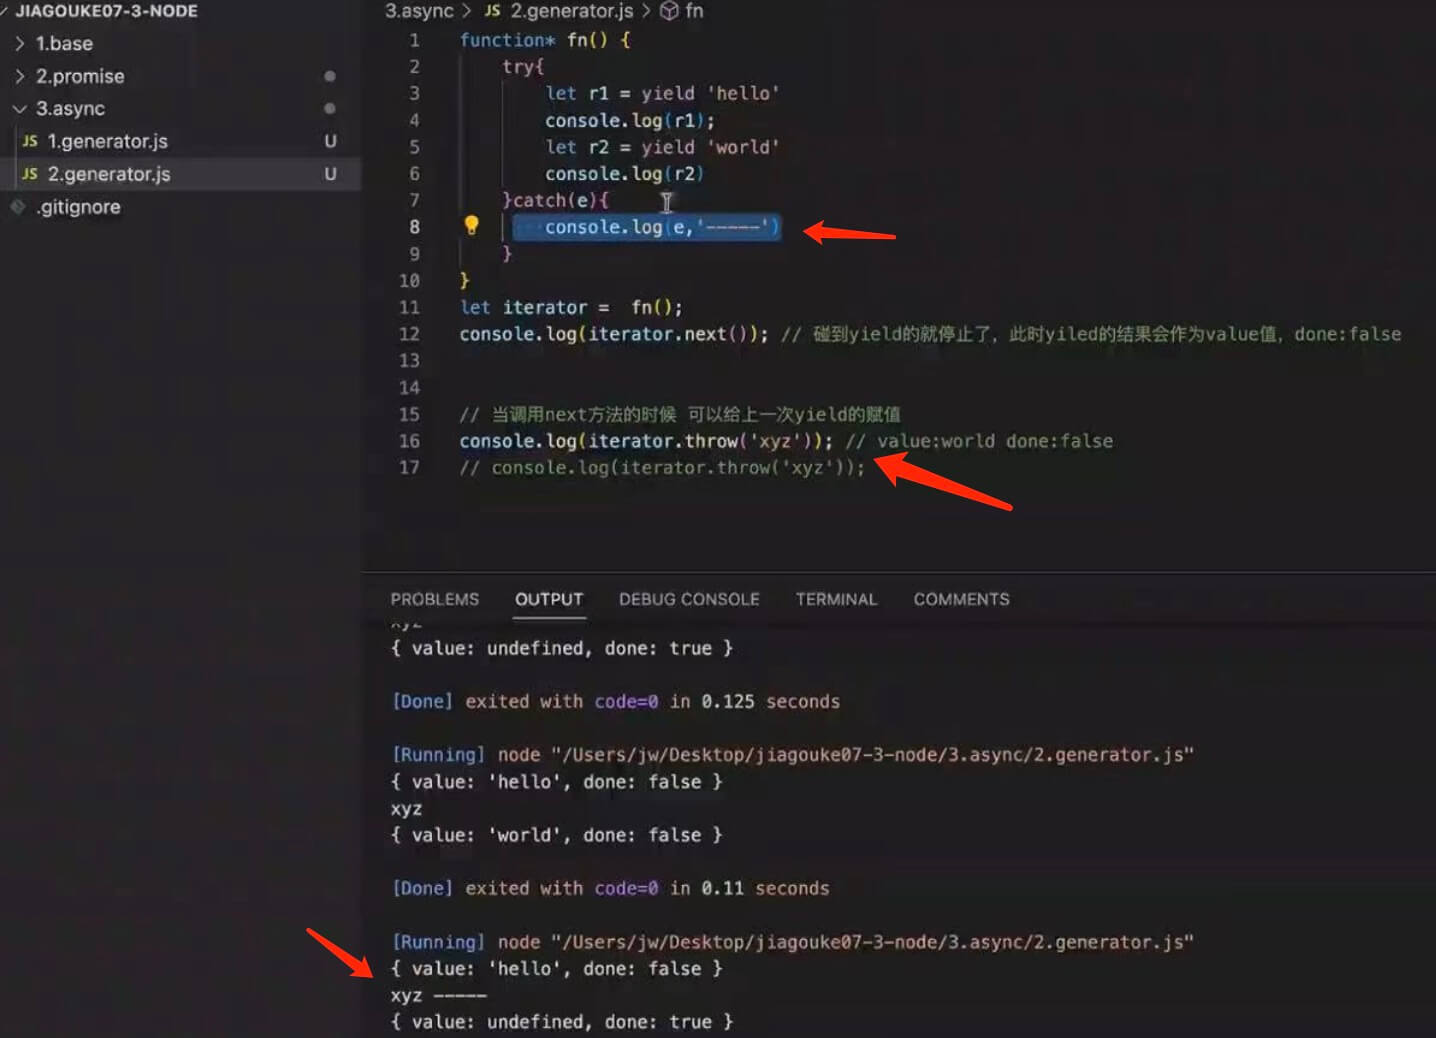 JIAGOUKE07-3-NODE
1.base
2.promise
3.async
JS 1.generator.js U
JS 2.generator.js U
.gitignore
3.async > JS 2.generator.js > fn
1 function* fn() {
2 try{
3 let r1 = yield 'hello'
4 console.log(r1);
5 let r2 = yield 'world'
6 console.log(r2)
7 }catch(e){
8 console.log(e,'-----')
9 }
10 }
11 let iterator = fn();
12 console.log(iterator.next()); // 碰到yield的就停止了，此时yiled的结果会作为value值，done:false
13
14
15 // 当调用next方法的时候 可以给上一次yield的赋值
16 console.log(iterator.throw('xyz')); // value:world done:false
17 // console.log(iterator.throw('xyz'));
PROBLEMS OUTPUT DEBUG CONSOLE TERMINAL COMMENTS
xyz
{ value: undefined, done: true }
[Done] exited with code=0 in 0.125 seconds
[Running] node "/Users/jw/Desktop/jiagouke07-3-node/3.async/2.generator.js"
{ value: 'hello', done: false }
xyz
{ value: 'world', done: false }
[Done] exited with code=0 in 0.11 seconds
[Running] node "/Users/jw/Desktop/jiagouke07-3-node/3.async/2.generator.js"
{ value: 'hello', done: false }
xyz -----
{ value: undefined, done: true }